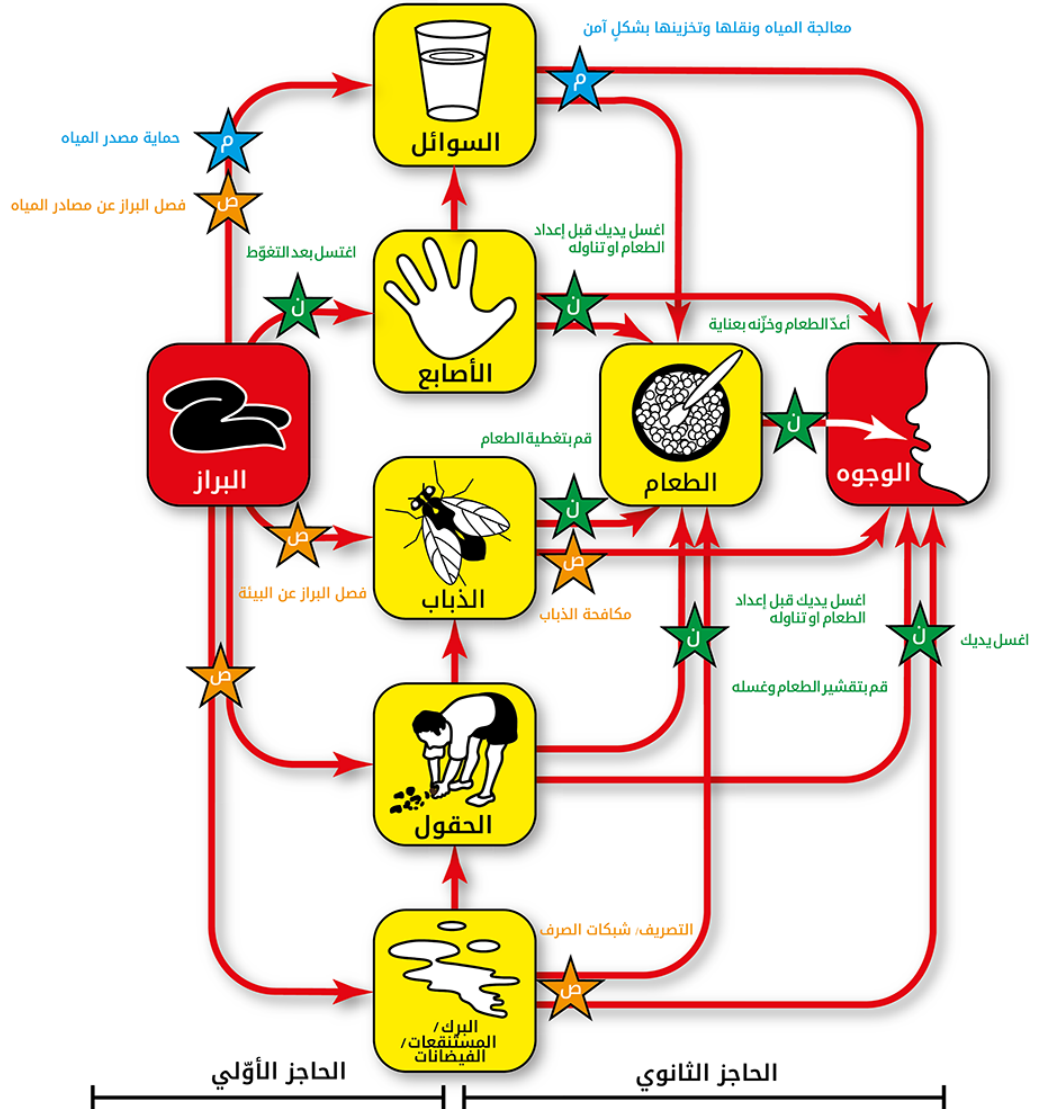 معالجة المياه ونقلها وتخزينها بشكلٍ آمن
م
السوائل
م
حماية مصدر المياه
ص
فصل البراز عن مصادر المياه
اغسل يديك قبل إعداد
الطعام او تناوله
اغتسل بعد التغوّط
ن
ن
الأصابع
أعدّ الطعام وخزّنه بعناية
ن
الوجوه
الطعام
البراز
قم بتغطية الطعام
ن
ص
ص
الذباب
فصل البراز عن البيئة
مكافحة الذباب
اغسل يديك قبل إعداد
الطعام او تناوله
ن
ن
اغسل يديك
قم بتقشير الطعام وغسله
ص
الحقول
التصريف/ شبكات الصرف
ص
البرك/
المستنقعات/
الفيضانات
الحاجز الأوّلي
الحاجز الثانوي